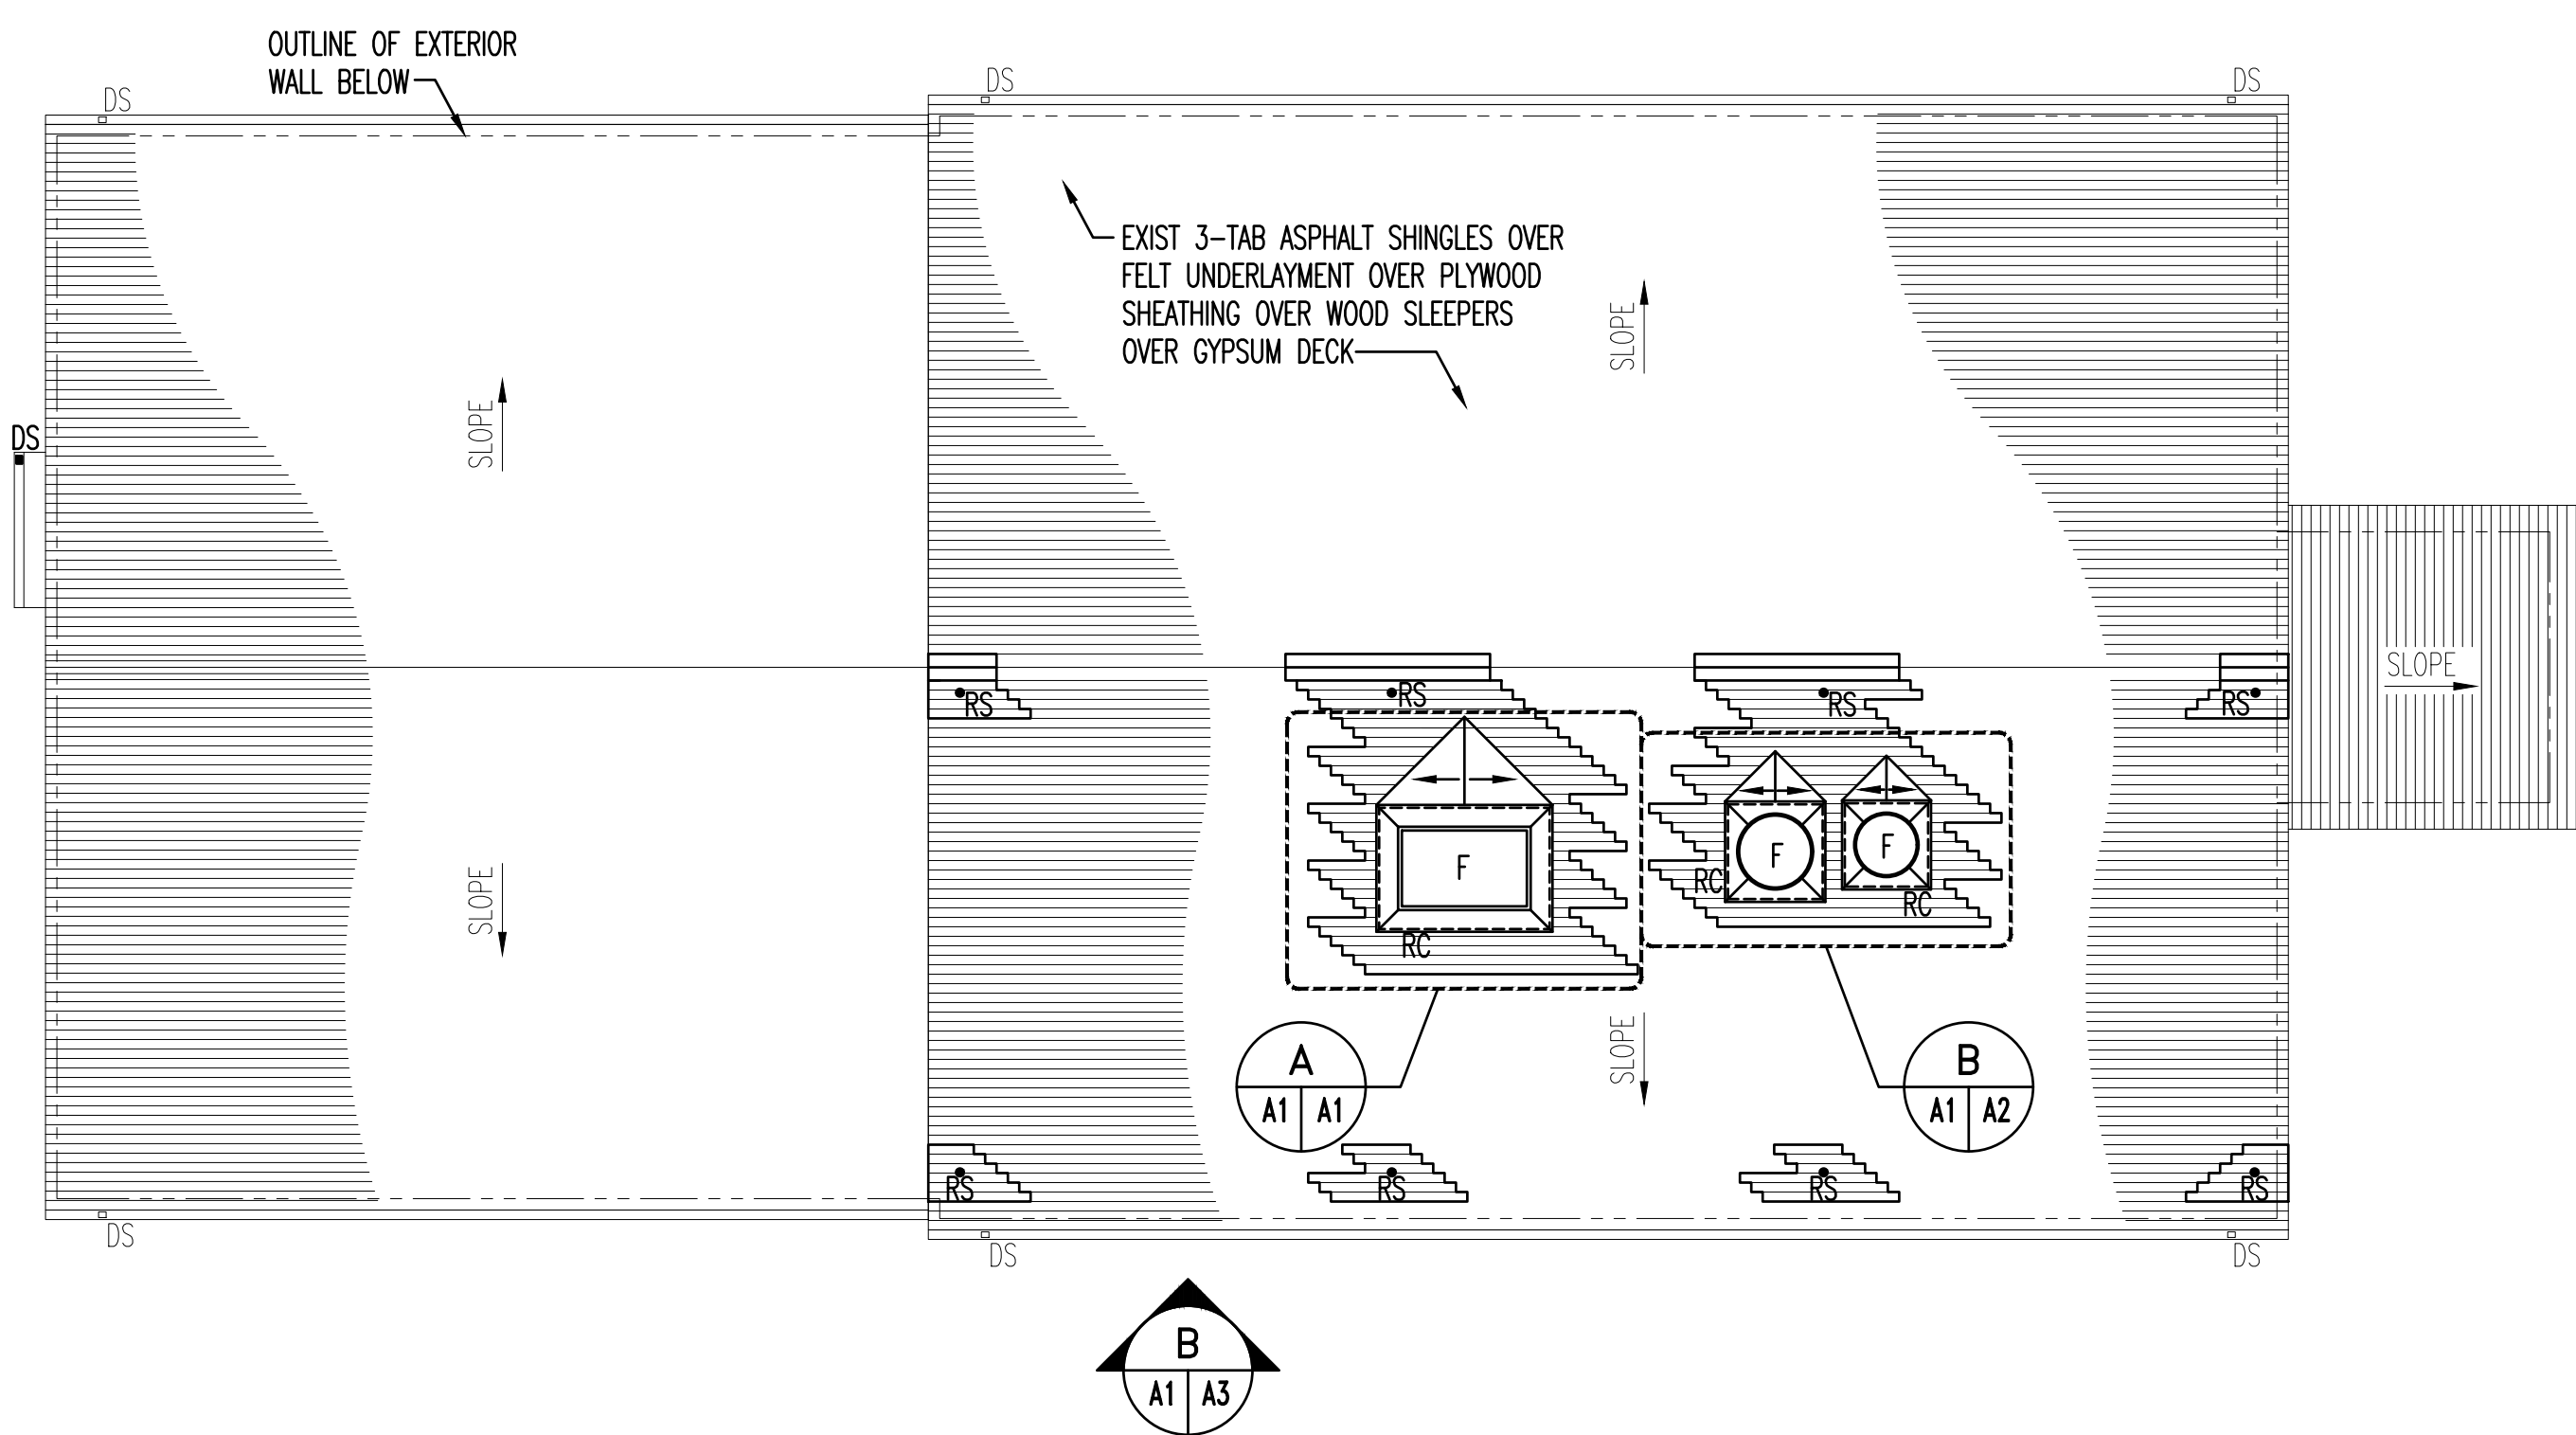 OUTLINE OF EXTERIOR
WALL BELOW
DS
DS
DS
EXIST 3-TAB ASPHALT SHINGLES OVER
FELT UNDERLAYMENT OVER PLYWOOD
SHEATHING OVER WOOD SLEEPERS
OVER GYPSUM DECK
SLOPE
SLOPE
DS
SLOPE
RS
RS
RS
RS
F
F
F
RC
RC
RC
SLOPE
SLOPE
A
A1 A1
B
A1 A2
RS
RS
RS
RS
DS
DS
DS
B
A1 A3